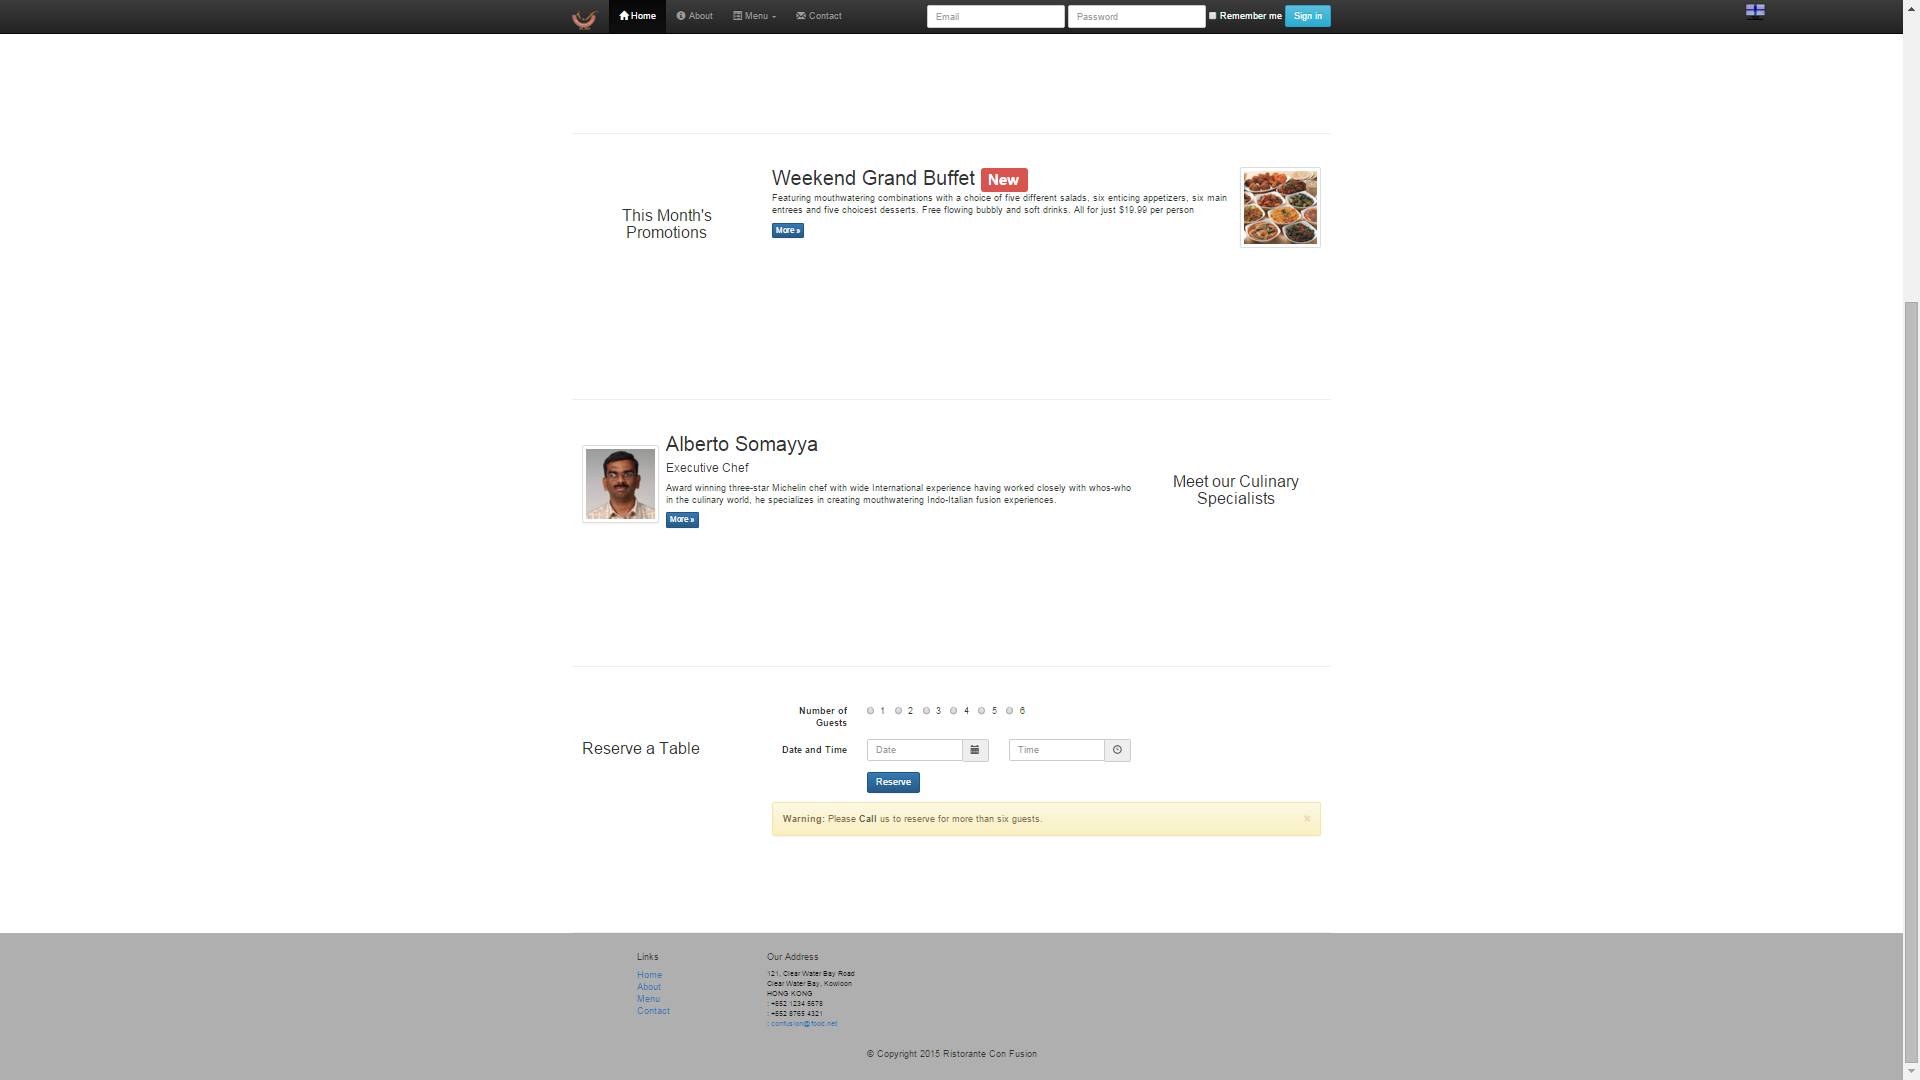 Home About Menu Contact Email Password Remember me Sign in
This Month's
Promotions
Weekend Grand Buffet New
Featuring mouthwatering combinations with a choice of five different salads, six enticing appetizers, six main
entrees and five choicest desserts. Free flowing bubbly and soft drinks. All for just $19.99 per person
More »
Alberto Somayya
Executive Chef
Award winning three-star Michelin chef with wide International experience having worked closely with whos-who
in the culinary world, he specializes in creating mouthwatering Indo-Italian fusion experiences.
More »
Meet our Culinary
Specialists
Reserve a Table
Number of
Guests
1 2 3 4 5 6
Date and Time Date Time
Reserve
Warning: Please Call us to reserve for more than six guests. ×
Links
Home
About
Menu
Contact
Our Address
121, Clear Water Bay Road
Clear Water Bay, Kowloon
HONG KONG
: +852 1234 5678
: +852 8765 4321
: confusion@food.net
© Copyright 2015 Ristorante Con Fusion